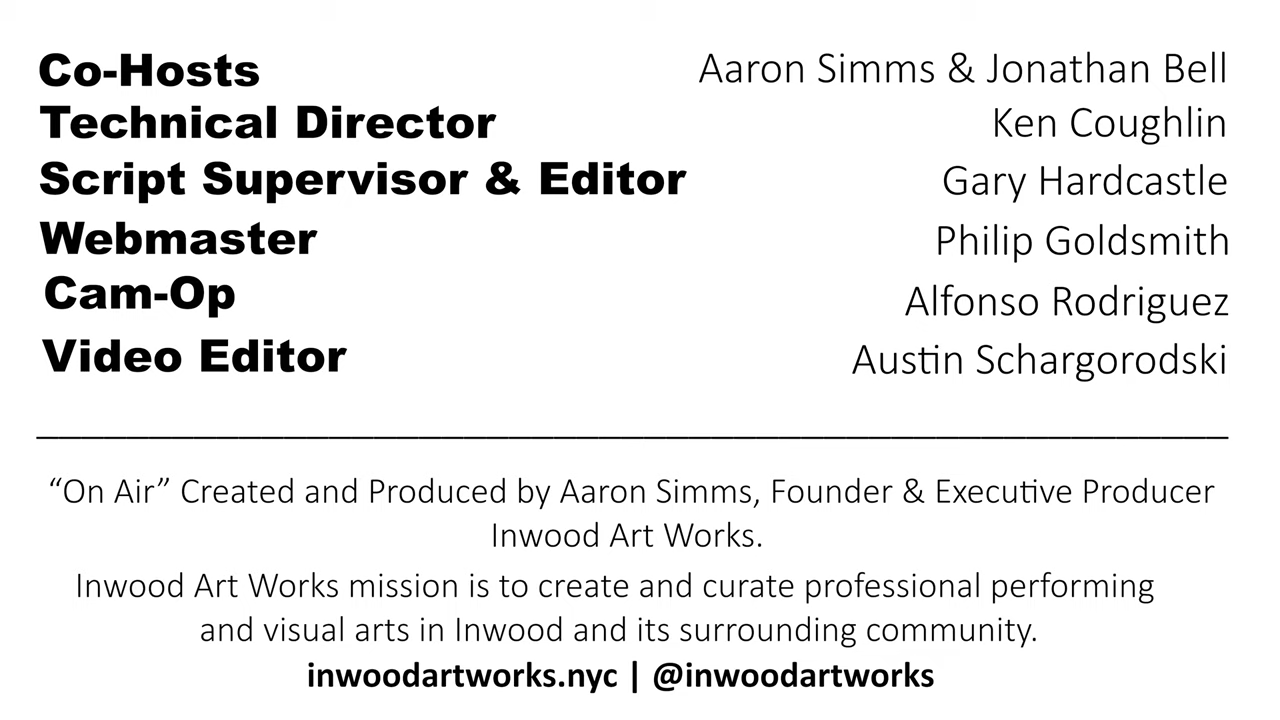 Co-Hosts Aaron Simms & Jonathan Bell
Technical Director Ken Coughlin
Script Supervisor & Editor Gary Hardcastle
Webmaster Philip Goldsmith
Cam-Op Alfonso Rodriguez
Video Editor Austin Schargorodski
“On Air” Created and Produced by Aaron Simms, Founder & Executive Producer
Inwood Art Works.
Inwood Art Works mission is to create and curate professional performing
and visual arts in Inwood and its surrounding community.
inwoodartworks.nyc | @inwoodartworks